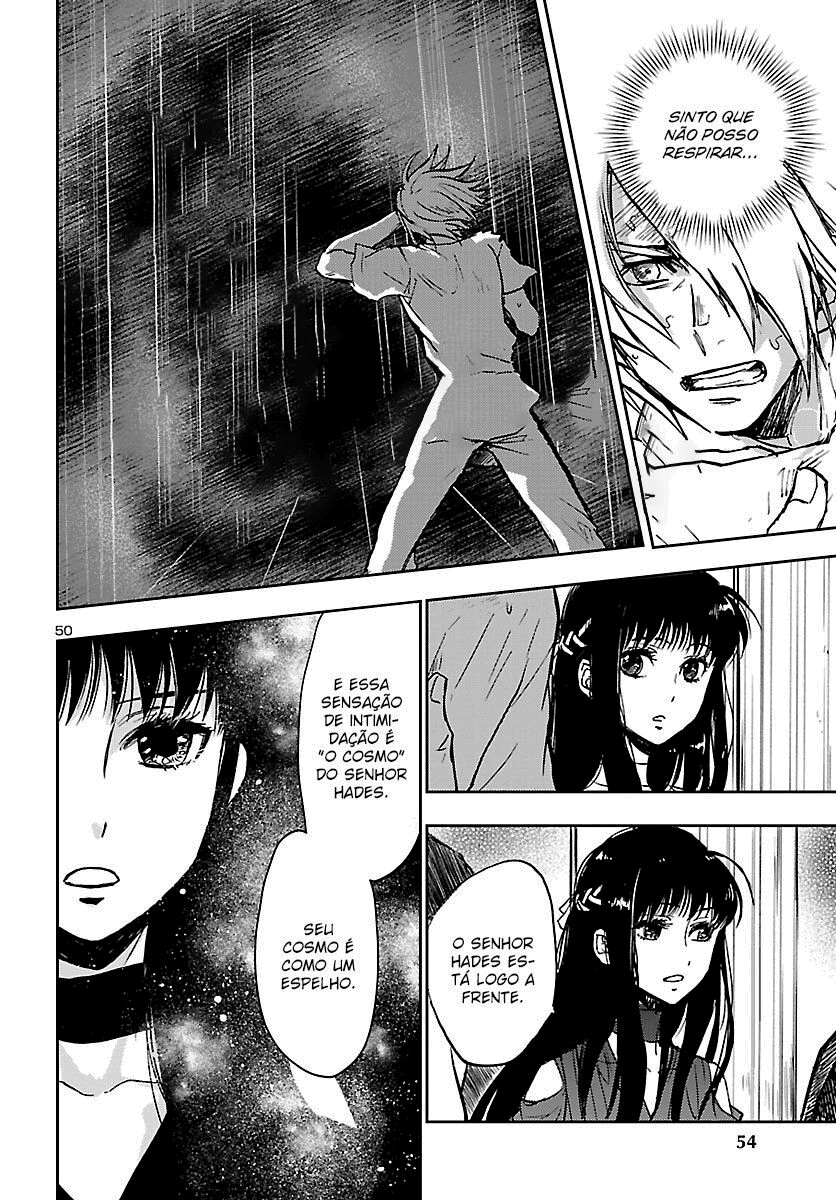 SINTO QUE
NÃO POSSO
RESPIRAR...
50
O SENHOR
HADES ES-
TÁ LOGO A
FRENTE.
E ESSA
SENSAÇÃO
DE INTIMI-
DAÇÃO É
"O COSMO"
DO SENHOR
HADES.
SEU
COSMO É
COMO UM
ESPELHO.
54